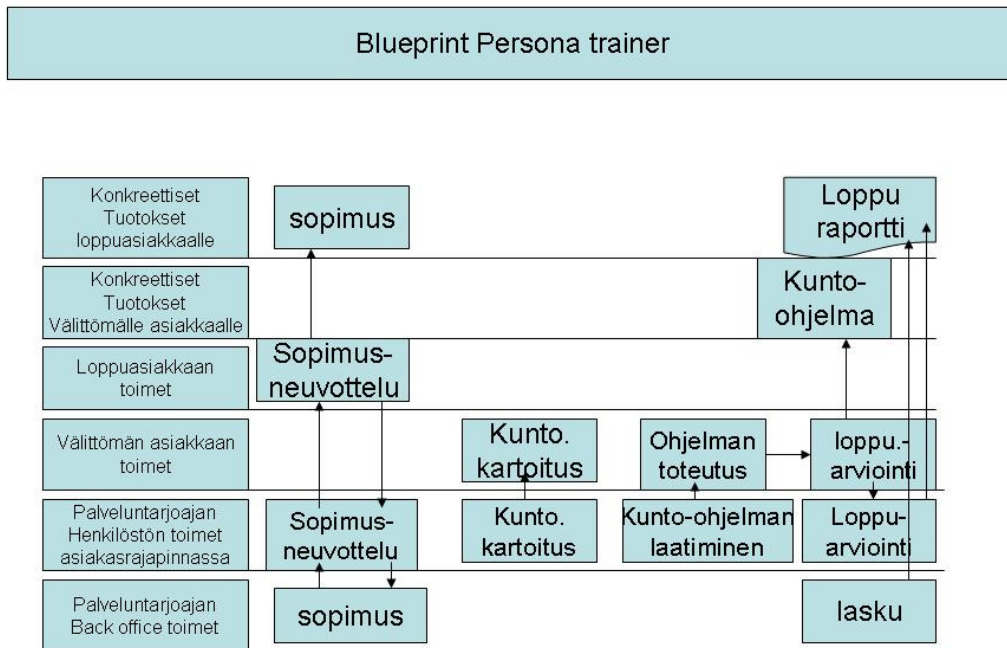 Blueprint Persona trainer
Konkreettiset
Tuotokset
loppuasiakkaalle
sopimus
Loppu
raportti
Konkreettiset
Tuotokset
Välittömälle asiakkaalle
Kunto-
ohjelma
Loppuasiakkaan
toimet
Sopimus-
neuvottelu
Välittömän asiakkaan
toimet
Kunto.
kartoitus
Ohjelman
toteutus
loppu.-
arviointi
Palveluntarjoajan
Henkilöstön toimet
asiakasrajapinnassa
Sopimus-
neuvottelu
Kunto.
kartoitus
Kunto-ohjelman
laatiminen
Loppu-
arviointi
Palveluntarjoajan
Back office toimet
sopimus
lasku